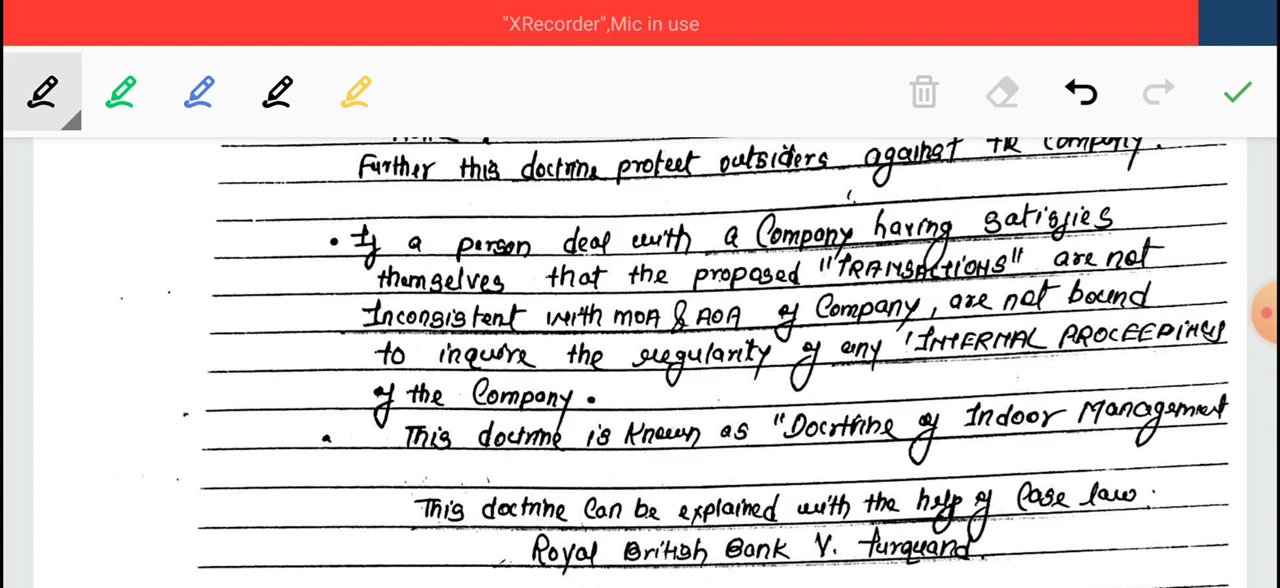 "XRecorder",Mic in use
Further this doctrine protect outsiders against the Company.
• If a person deal with a Company having satisfies
themselves that the proposed "TRANSACTIONS" are not
Inconsistent with MOA & AOA of Company, are not bound
to inquire the regularity of any 'INTERNAL PROCEEDINGS
of the Company.
This doctrine is known as "Docrtrine of Indoor Management
This doctrine Can be explained with the help of Case law.
Royal British Bank V. turquand.